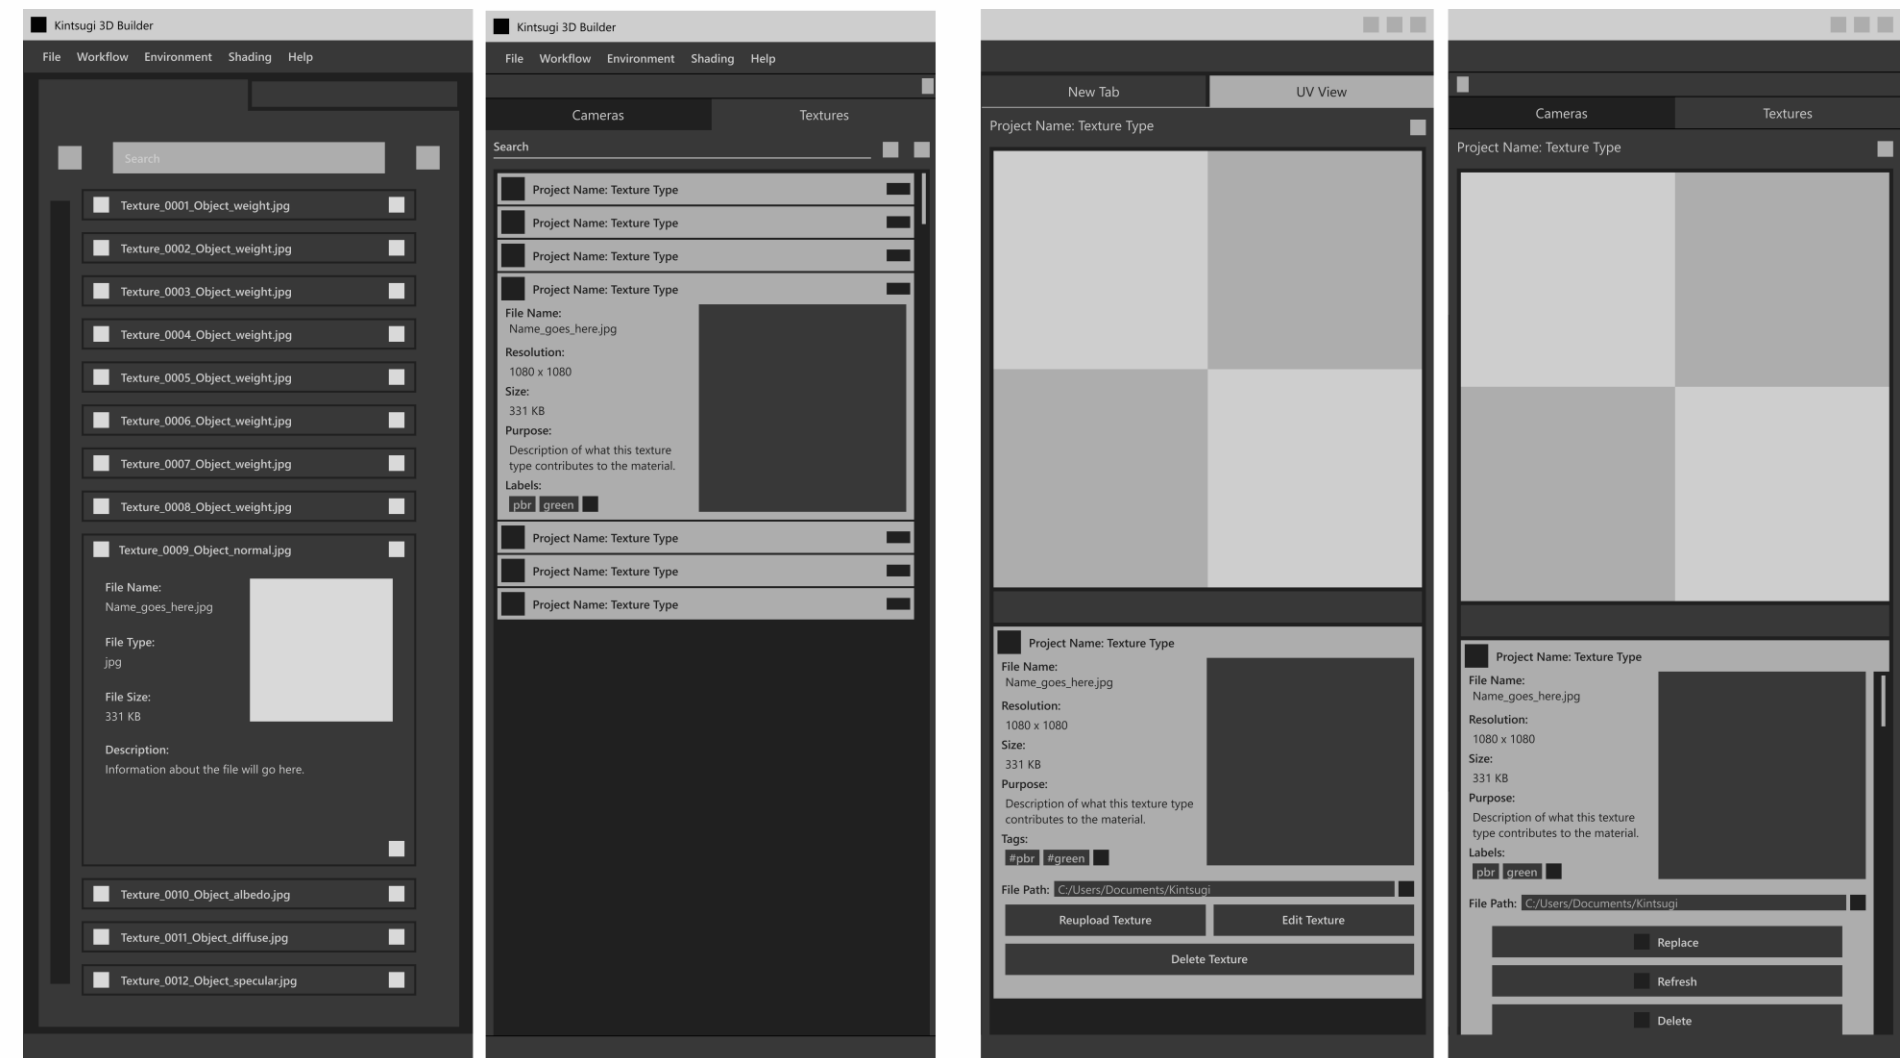 Kintsugi 3D Builder
File Workflow Environment Shading Help
Search
Texture_0001_Object_weight.jpg
Texture_0002_Object_weight.jpg
Texture_0003_Object_weight.jpg
Texture_0004_Object_weight.jpg
Texture_0005_Object_weight.jpg
Texture_0006_Object_weight.jpg
Texture_0007_Object_weight.jpg
Texture_0008_Object_weight.jpg
Texture_0009_Object_normal.jpg
File Name:
Name_goes_here.jpg
File Type:
jpg
File Size:
331 KB
Description:
Information about the file will go here.
Texture_0010_Object_albedo.jpg
Texture_0011_Object_diffuse.jpg
Texture_0012_Object_specular.jpg
Kintsugi 3D Builder
File Workflow Environment Shading Help
Cameras Textures
Search
Project Name: Texture Type
Project Name: Texture Type
Project Name: Texture Type
Project Name: Texture Type
File Name:
Name_goes_here.jpg
Resolution:
1080 x 1080
Size:
331 KB
Purpose:
Description of what this texture
type contributes to the material.
Labels:
pbr green
Project Name: Texture Type
Project Name: Texture Type
Project Name: Texture Type
New Tab UV View
Project Name: Texture Type
Project Name: Texture Type
File Name:
Name_goes_here.jpg
Resolution:
1080 x 1080
Size:
331 KB
Purpose:
Description of what this texture type
contributes to the material.
Tags:
#pbr #green
File Path: C:/Users/Documents/Kintsugi
Reupload Texture Edit Texture
Delete Texture
Cameras Textures
Project Name: Texture Type
Project Name: Texture Type
File Name:
Name_goes_here.jpg
Resolution:
1080 x 1080
Size:
331 KB
Purpose:
Description of what this texture
type contributes to the material.
Labels:
pbr green
File Path: C:/Users/Documents/Kintsugi
Replace
Refresh
Delete